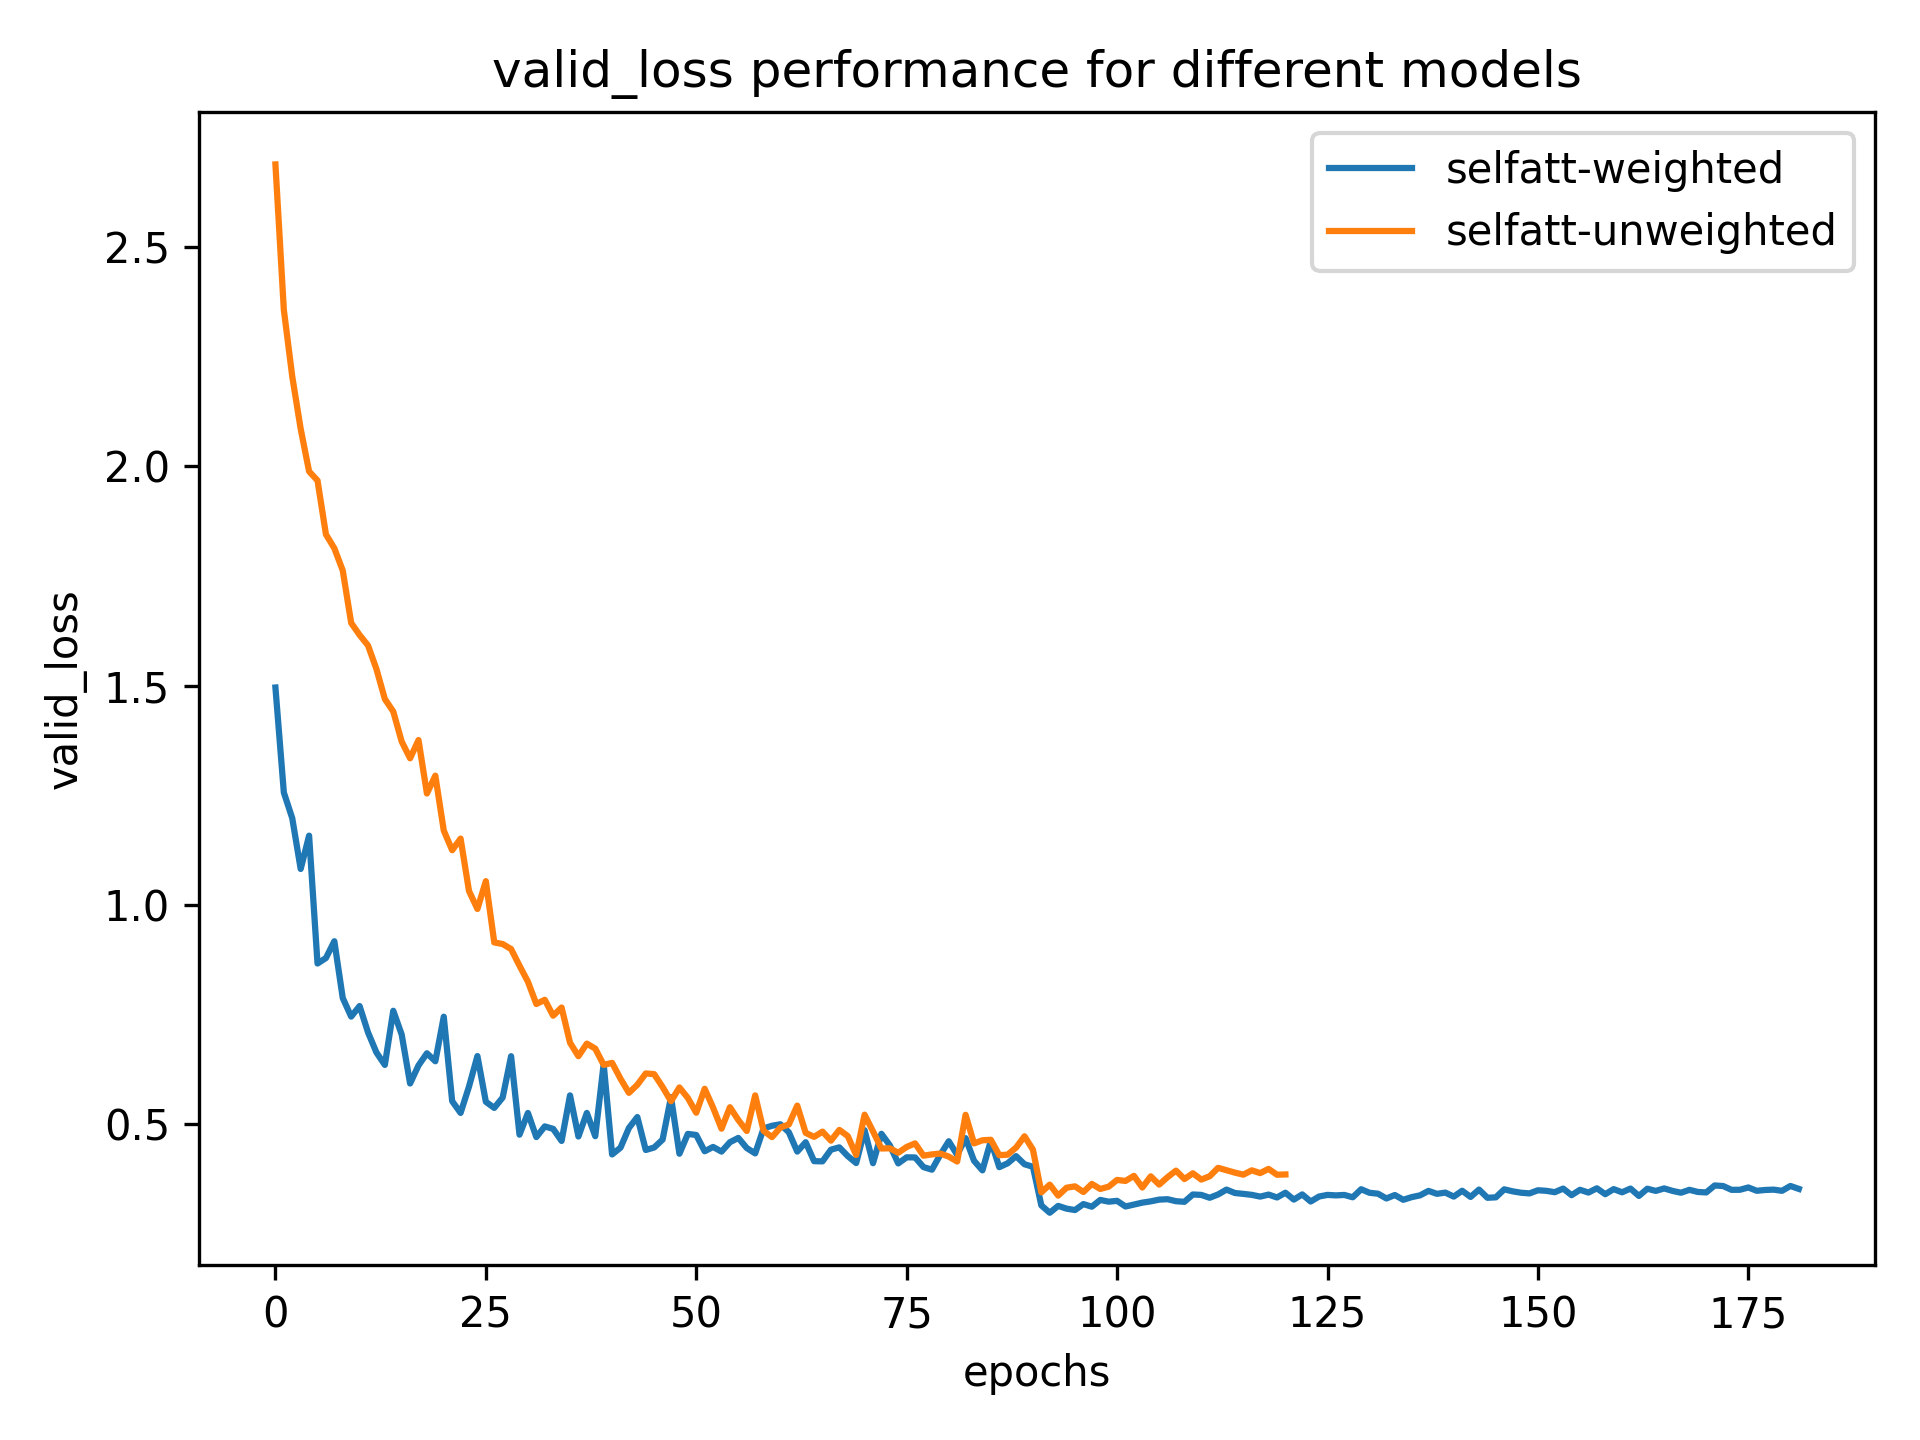 valid_loss performance for different models
selfatt-weighted
selfatt-unweighted
valid_loss
2.5
2.0
1.5
1.0
0.5
0 25 50 75 100 125 150 175
epochs